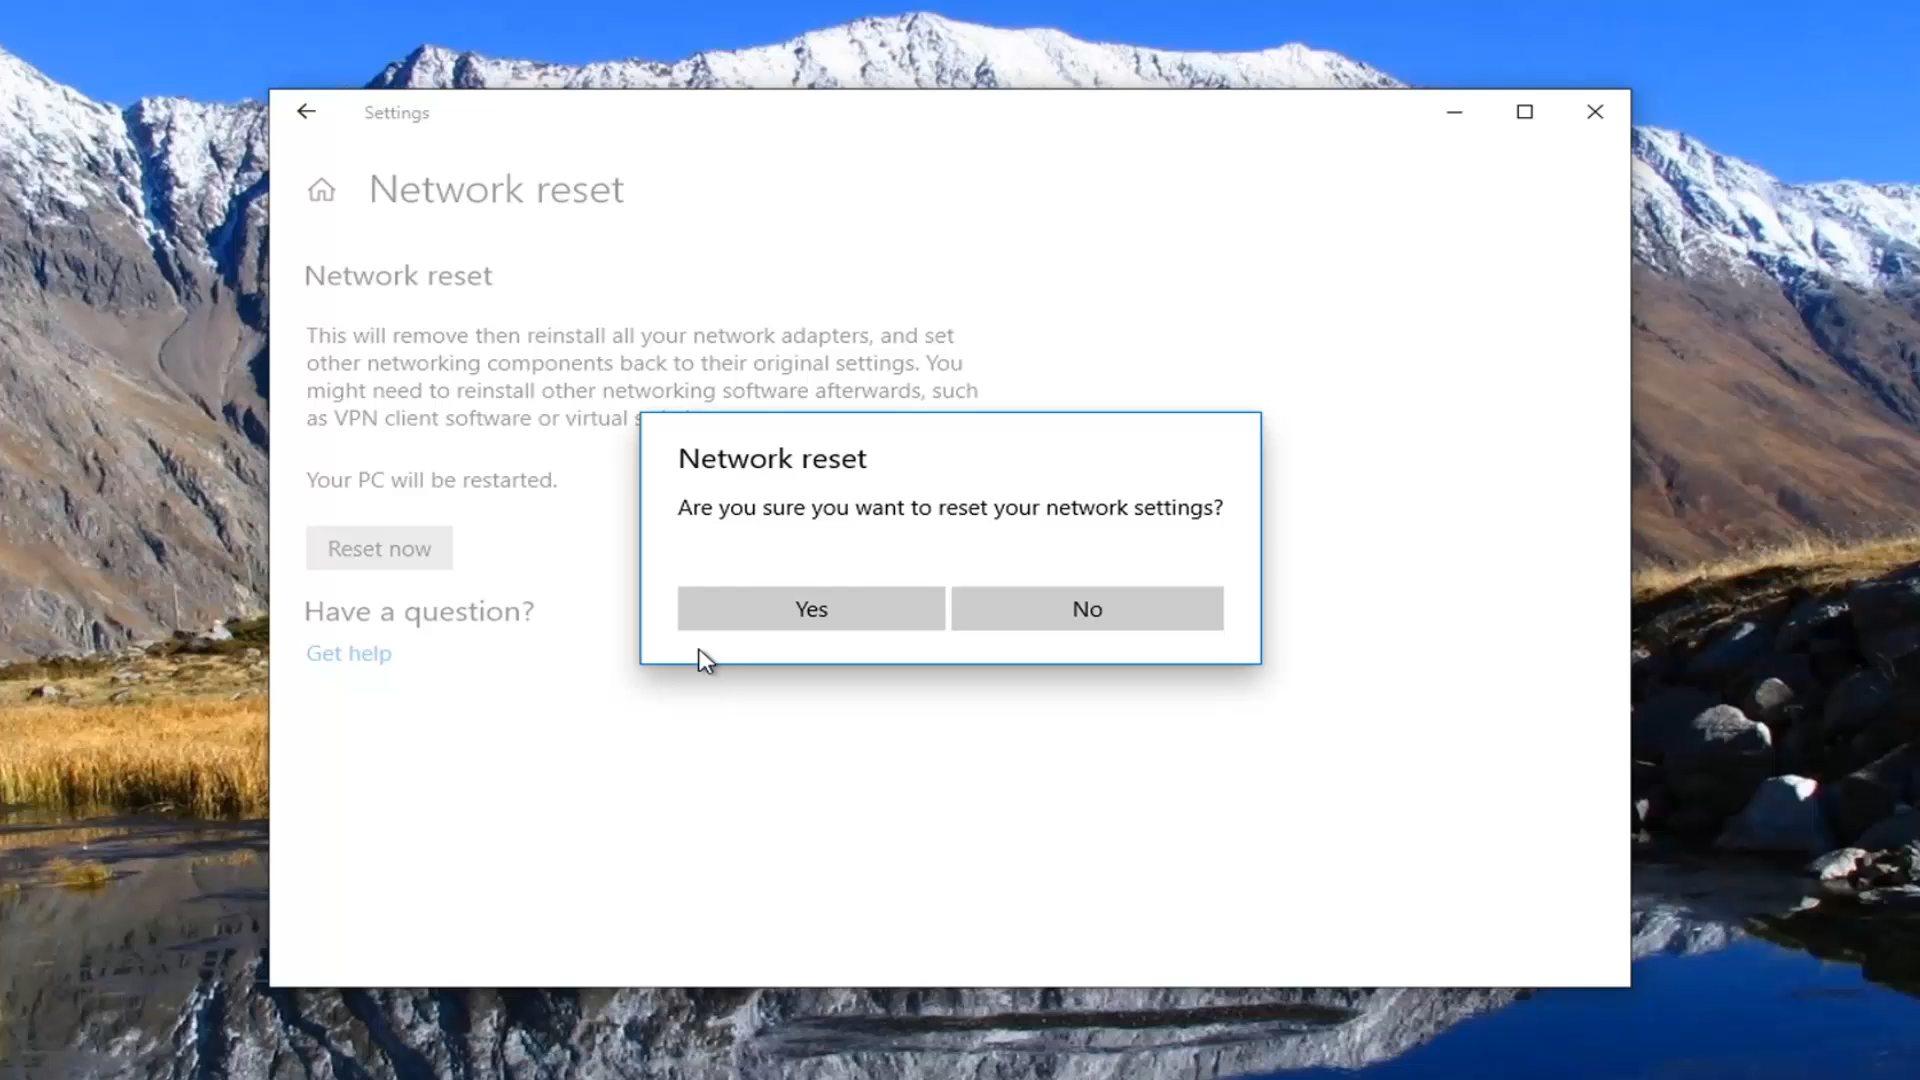 Settings
Network reset
Network reset
This will remove then reinstall all your network adapters, and set
other networking components back to their original settings. You
might need to reinstall other networking software afterwards, such
as VPN client software or virtual
Your PC will be restarted.
Reset now
Have a question?
Get help
Network reset
Are you sure you want to reset your network settings?
Yes
No